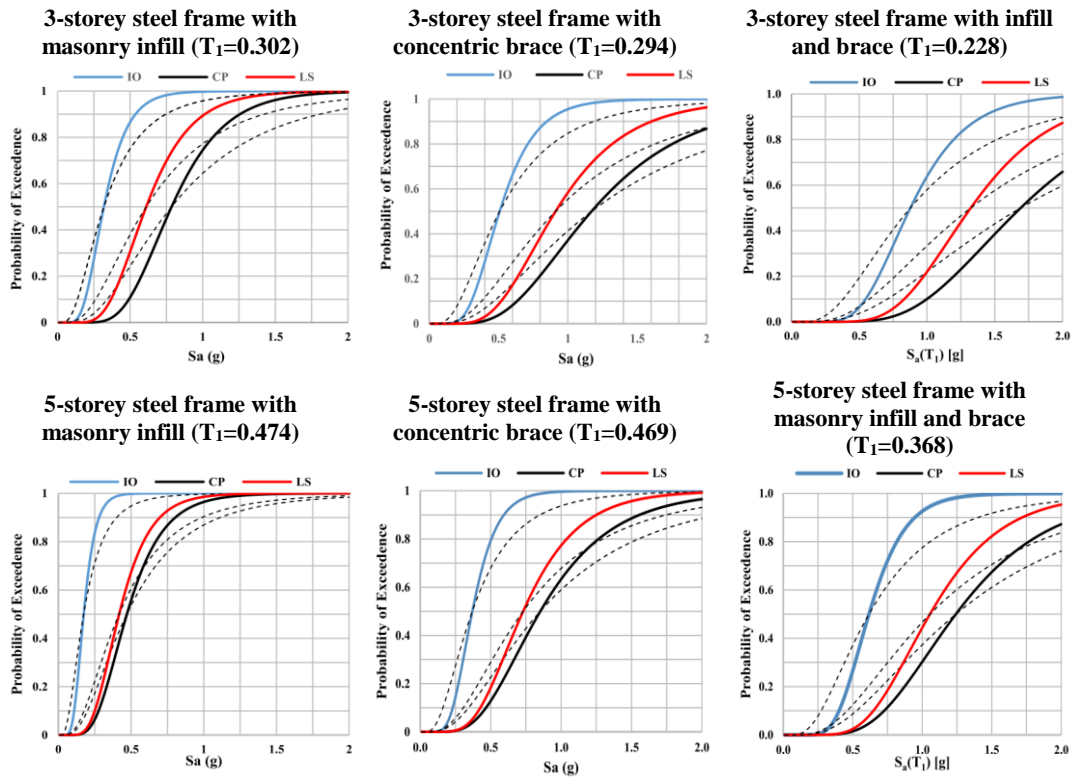 3-storey steel frame with
masonry infill (T₁=0.302)
IO CP LS
Probability of Exceedence
1
0.8
0.6
0.4
0.2
0
0 0.5 1 1.5 2
Sa (g)
3-storey steel frame with
concentric brace (T₁=0.294)
IO CP LS
Probability of Exceedence
1
0.8
0.6
0.4
0.2
0
0 0.5 1 1.5 2
Sa (g)
3-storey steel frame with infill
and brace (T₁=0.228)
IO CP LS
Probability of Exceedence
1.0
0.8
0.6
0.4
0.2
0.0
0.0 0.5 1.0 1.5 2.0
Sₐ(T₁) [g]
5-storey steel frame with
masonry infill (T₁=0.474)
IO CP LS
Probability of Exceedence
1
0.8
0.6
0.4
0.2
0
0 0.5 1 1.5 2
Sa (g)
5-storey steel frame with
concentric brace (T₁=0.469)
IO CP LS
Probability of Exceedence
1
0.8
0.6
0.4
0.2
0
0.0 0.5 1.0 1.5 2.0
Sa (g)
5-storey steel frame with
masonry infill and brace
(T₁=0.368)
IO CP LS
Probability of Exceedence
1.0
0.8
0.6
0.4
0.2
0.0
0.0 0.5 1.0 1.5 2.0
Sₐ(T₁) [g]